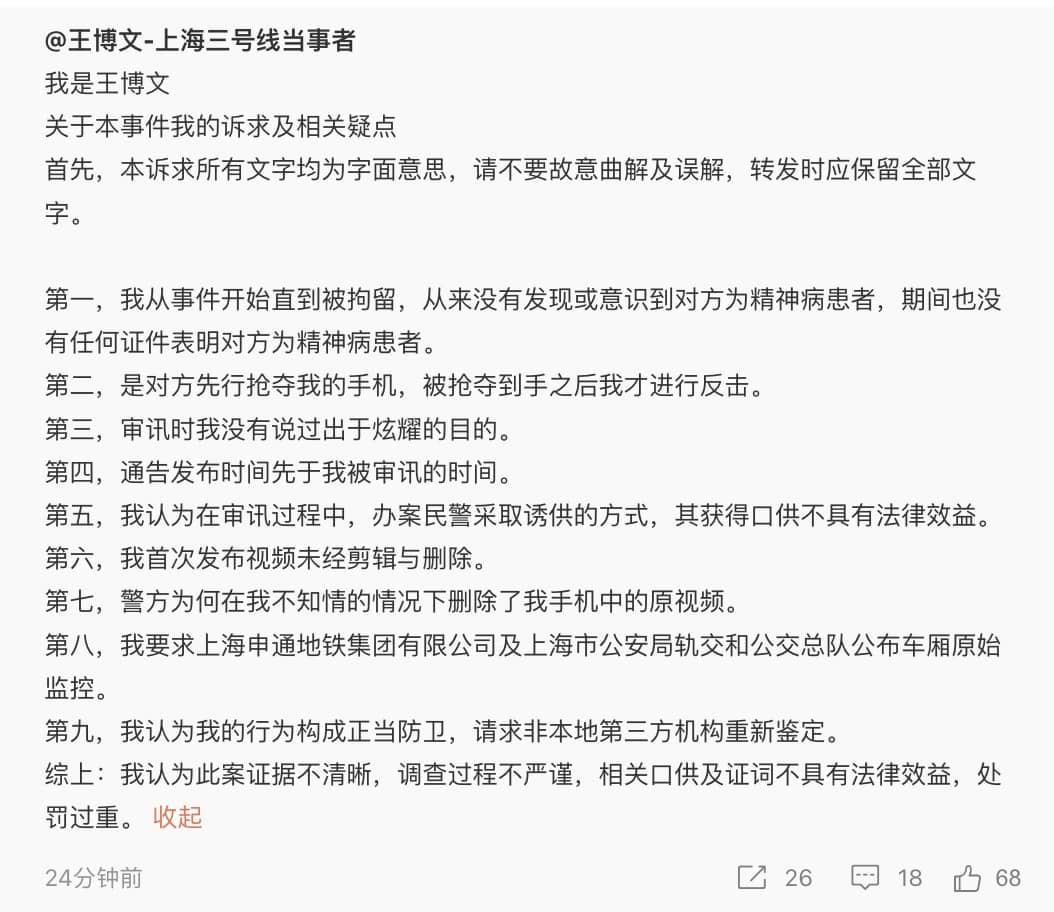 @王博文-上海三号线当事者
我是王博文
关于本事件我的诉求及相关疑点
首先，本诉求所有文字均为字面意思，请不要故意曲解及误解，转发时应保留全部文
字。
第一，我从事件开始直到被拘留，从来没有发现或意识到对方为精神病患者，期间也没
有任何证件表明对方为精神病患者。
第二，是对方先行抢夺我的手机，被抢夺到手之后我才进行反击。
第三，审讯时我没有说过出于炫耀的目的。
第四，通告发布时间先于我被审讯的时间。
第五，我认为在审讯过程中，办案民警采取诱供的方式，其获得口供不具有法律效益。
第六，我首次发布视频未经剪辑与删除。
第七，警方为何在我不知情的情况下删除了我手机中的原视频。
第八，我要求上海申通地铁集团有限公司及上海市公安局轨交和公交总队公布车厢原始
监控。
第九，我认为我的行为构成正当防卫，请求非本地第三方机构重新鉴定。
综上：我认为此案证据不清晰，调查过程不严谨，相关口供及证词不具有法律效益，处
罚过重。 收起
24分钟前 26 18 68